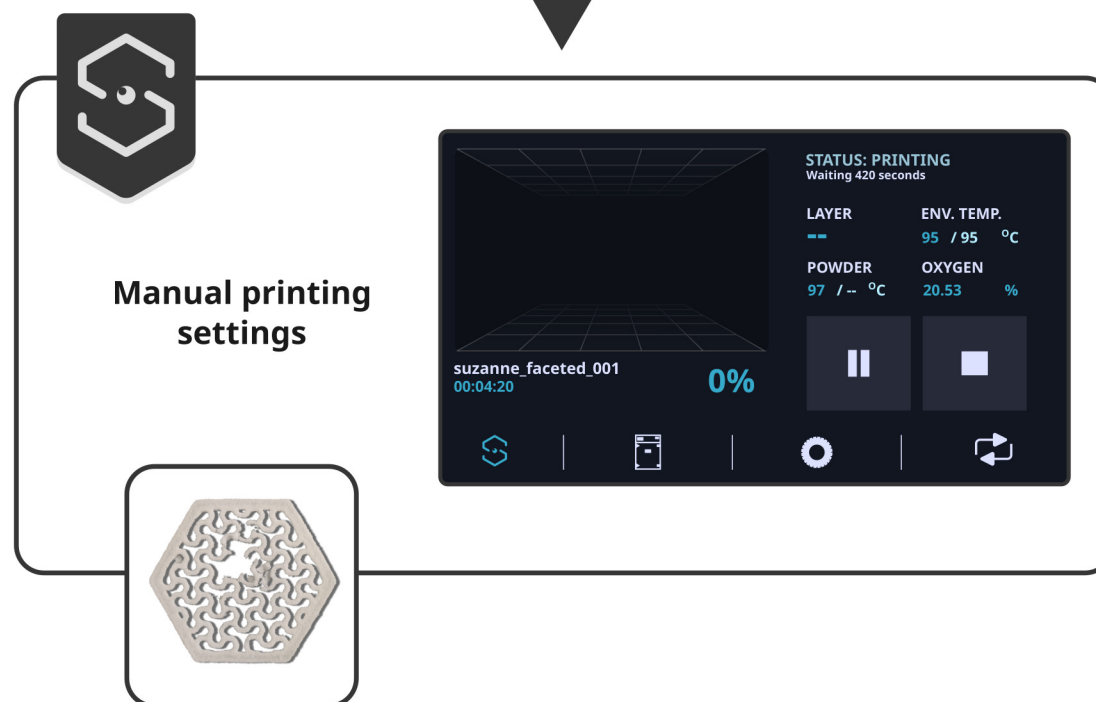 Manual printing
settings
STATUS: PRINTING
Waiting 420 seconds
LAYER
--
ENV. TEMP.
95 / 95 °C
POWDER
97 / -- °C
OXYGEN
20.53 %
suzanne_faceted_001
00:04:20
0%